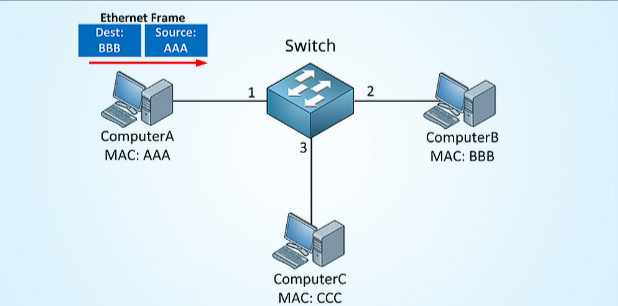 Ethernet Frame
Dest:
BBB
Source:
AAA
Switch
1
2
3
ComputerA
MAC: AAA
ComputerB
MAC: BBB
ComputerC
MAC: CCC